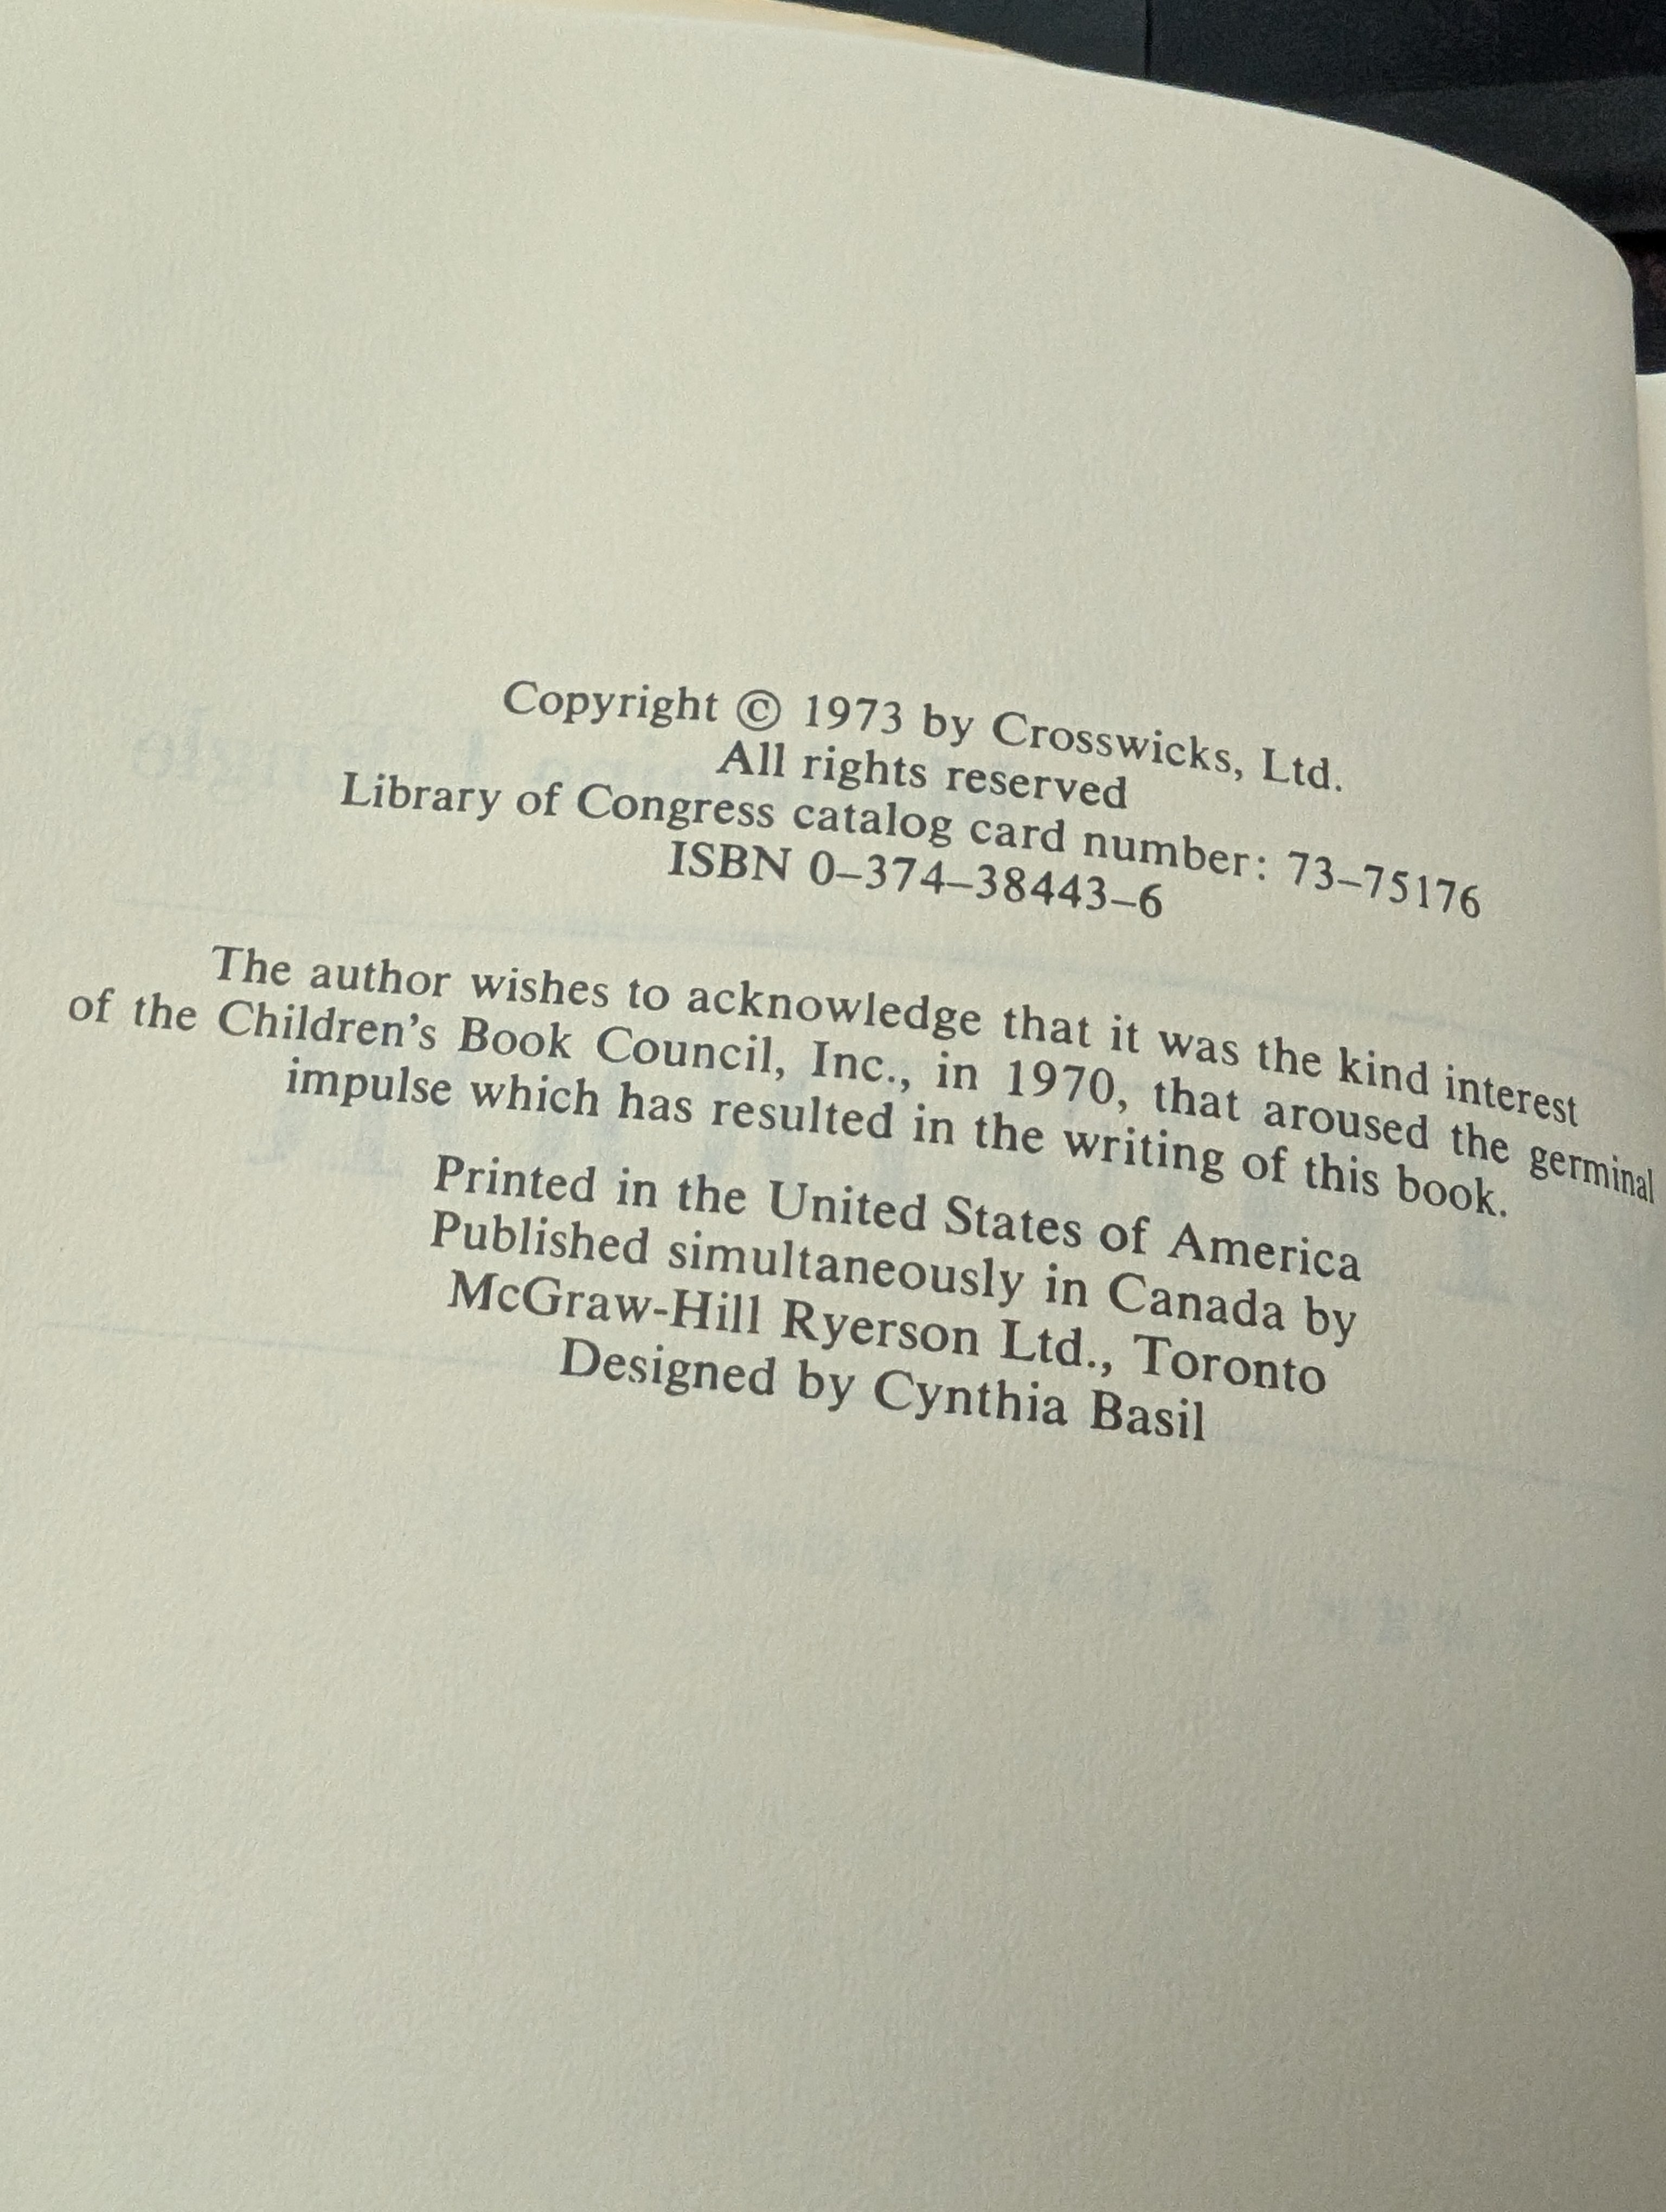 Copyright © 1973 by Crosswicks, Ltd.
All rights reserved
Library of Congress catalog card number: 73–75176
ISBN 0–374–38443–6
The author wishes to acknowledge that it was the kind interest
of the Children's Book Council, Inc., in 1970, that aroused the germinal
impulse which has resulted in the writing of this book.
Printed in the United States of America
Published simultaneously in Canada by
McGraw-Hill Ryerson Ltd., Toronto
Designed by Cynthia Basil